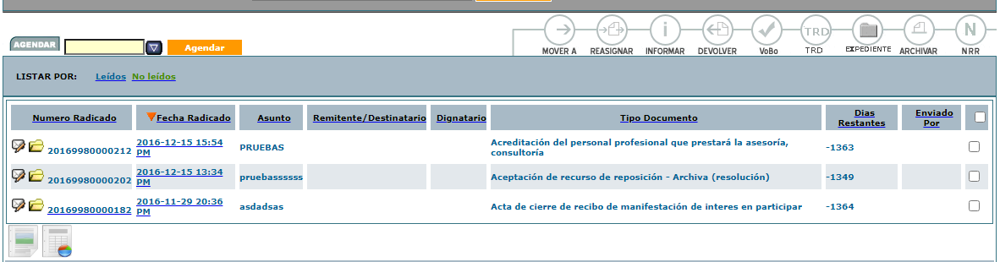 AGENDAR
Agendar
MOVER A REASIGNAR INFORMAR DEVOLVER VoBo TRD TRD EXPEDIENTE ARCHIVAR N NRR
LISTAR POR: Leídos No leídos
Numero Radicado Fecha Radicado Asunto Remitente/Destinatario Dignatario Tipo Documento Dias Restantes Enviado Por
20169980000212 2016-12-15 15:54 PM PRUEBAS Acreditación del personal profesional que prestará la asesoría, consultoría -1363
20169980000202 2016-12-15 13:34 PM pruebassssss Aceptación de recurso de reposición - Archiva (resolución) -1349
20169980000182 2016-11-29 20:36 PM asdadsas Acta de cierre de recibo de manifestación de interes en participar -1364